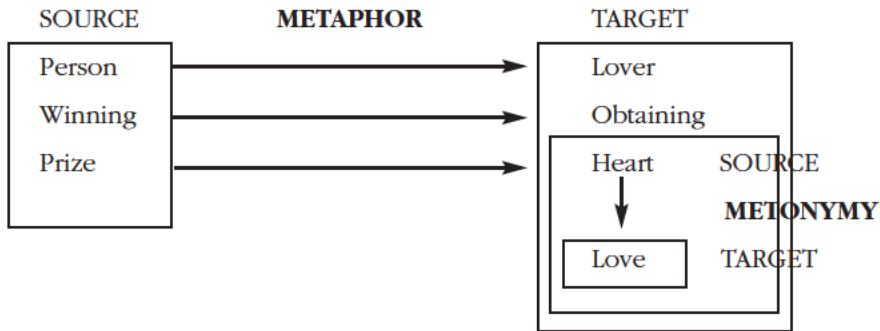 SOURCE METAPHOR TARGET
Person Lover
Winning Obtaining
Prize Heart SOURCE
METONYMY
Love TARGET